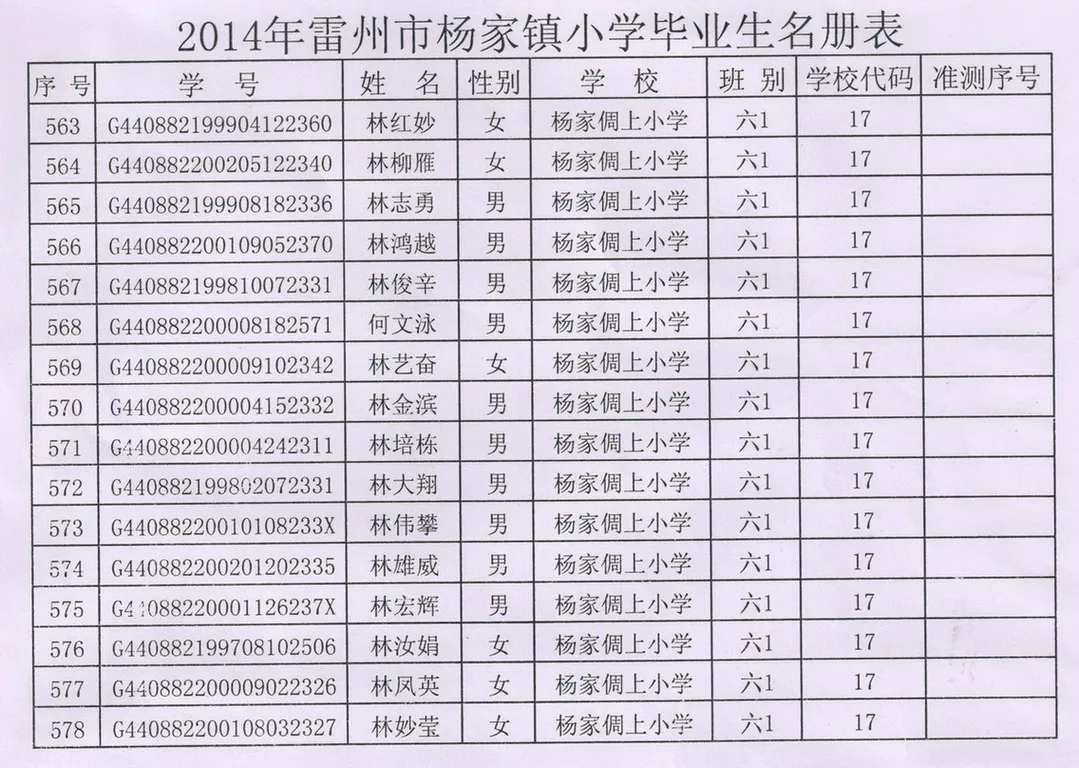 2014年雷州市杨家镇小学毕业生名册表
序 号 学 号 姓 名 性别 学 校 班 别 学校代码 准测序号
563 G440882199904122360 林红妙 女 杨家倜上小学 六1 17
564 G440882200205122340 林柳雁 女 杨家倜上小学 六1 17
565 G440882199908182336 林志勇 男 杨家倜上小学 六1 17
566 G440882200109052370 林鸿越 男 杨家倜上小学 六1 17
567 G440882199810072331 林俊辛 男 杨家倜上小学 六1 17
568 G440882200008182571 何文泳 男 杨家倜上小学 六1 17
569 G440882200009102342 林艺奋 女 杨家倜上小学 六1 17
570 G440882200004152332 林金滨 男 杨家倜上小学 六1 17
571 G440882200004242311 林培栋 男 杨家倜上小学 六1 17
572 G440882199802072331 林大翔 男 杨家倜上小学 六1 17
573 G44088220010108233X 林伟攀 男 杨家倜上小学 六1 17
574 G440882200201202335 林雄威 男 杨家倜上小学 六1 17
575 G44088220001126237X 林宏辉 男 杨家倜上小学 六1 17
576 G440882199708102506 林汝娟 女 杨家倜上小学 六1 17
577 G440882200009022326 林凤英 女 杨家倜上小学 六1 17
578 G440882200108032327 林妙莹 女 杨家倜上小学 六1 17